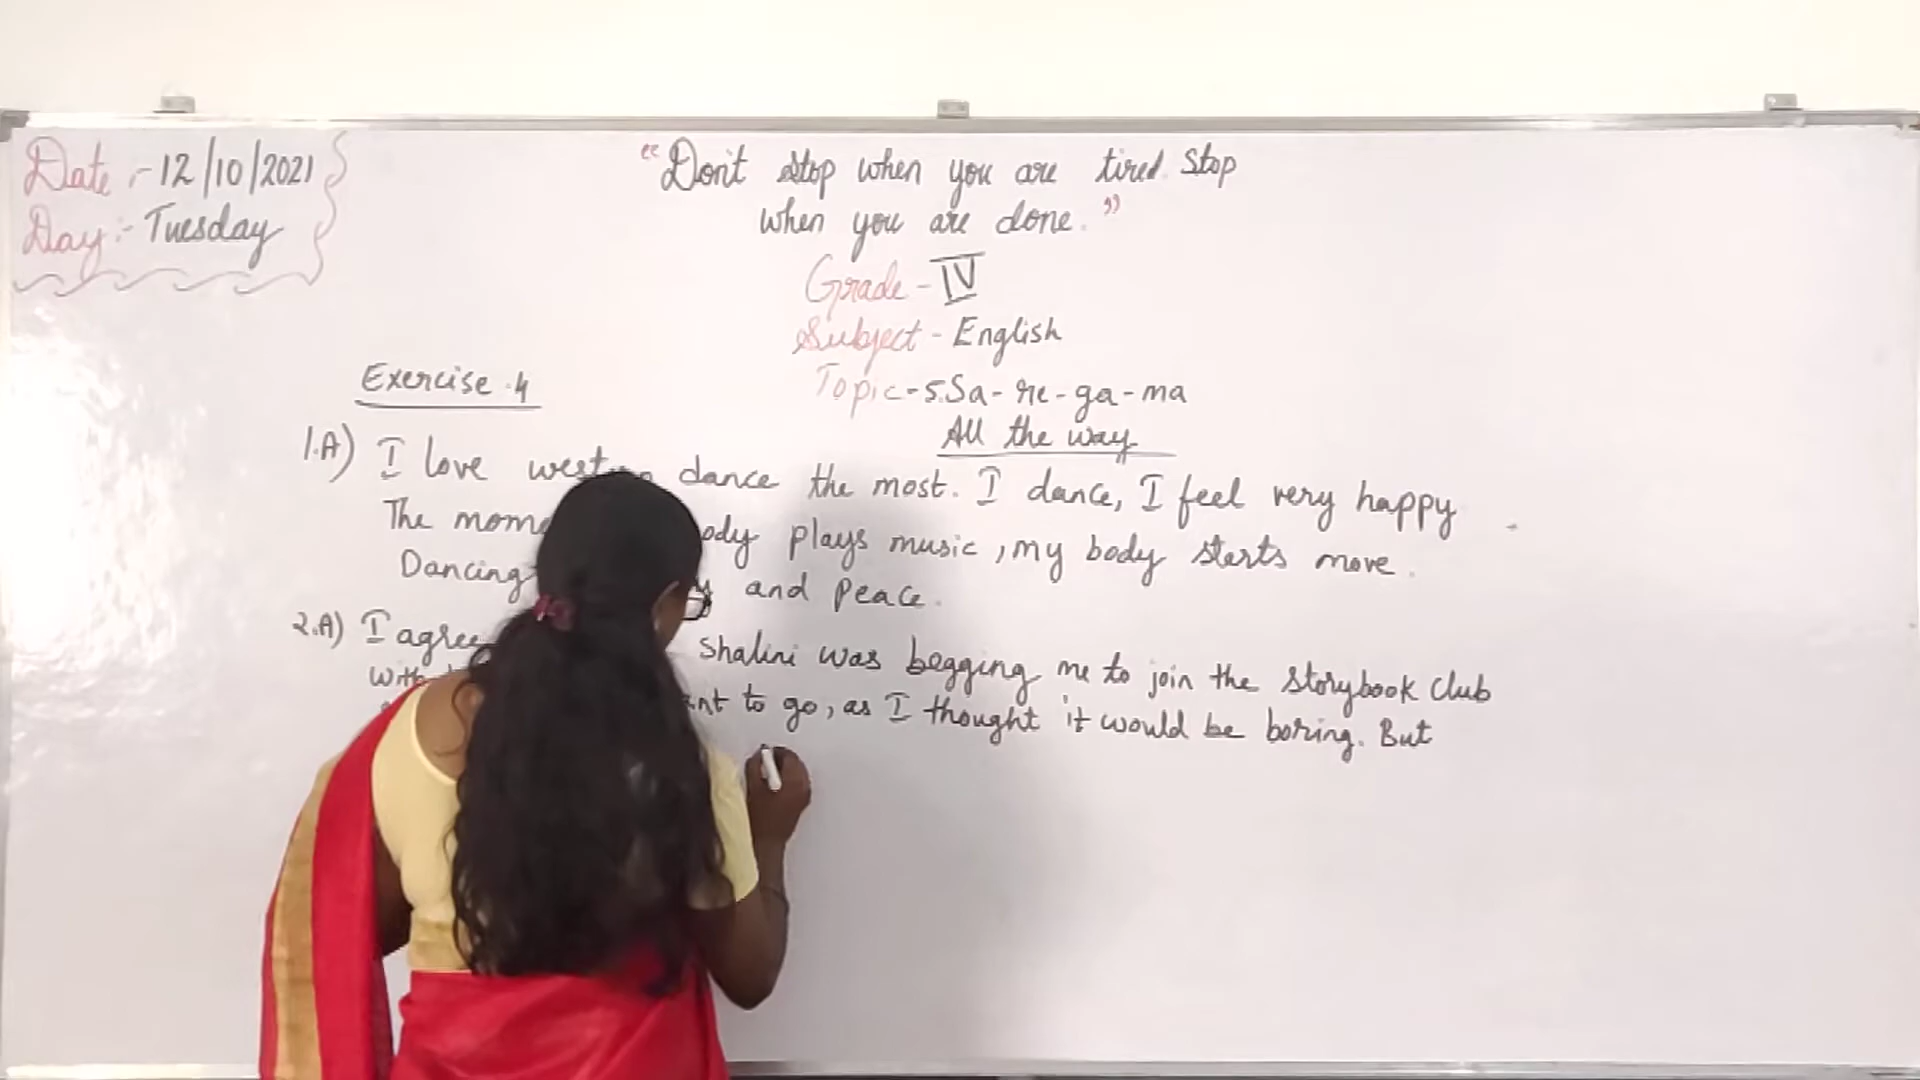 Date :- 12/10/2021
Day :- Tuesday
"Don't stop when you are tired. Stop
when you are done."
Grade - IV
Subject - English
Topic - 5. Sa- re - ga - ma
All the way
Exercise - 4
1.A) I love dance the most. I dance, I feel very happy
The plays music, my body starts move.
Dancing and Peace.
2.A) I agree Shalini was begging me to join the storybook club
with to go, as I thought it would be boring. But